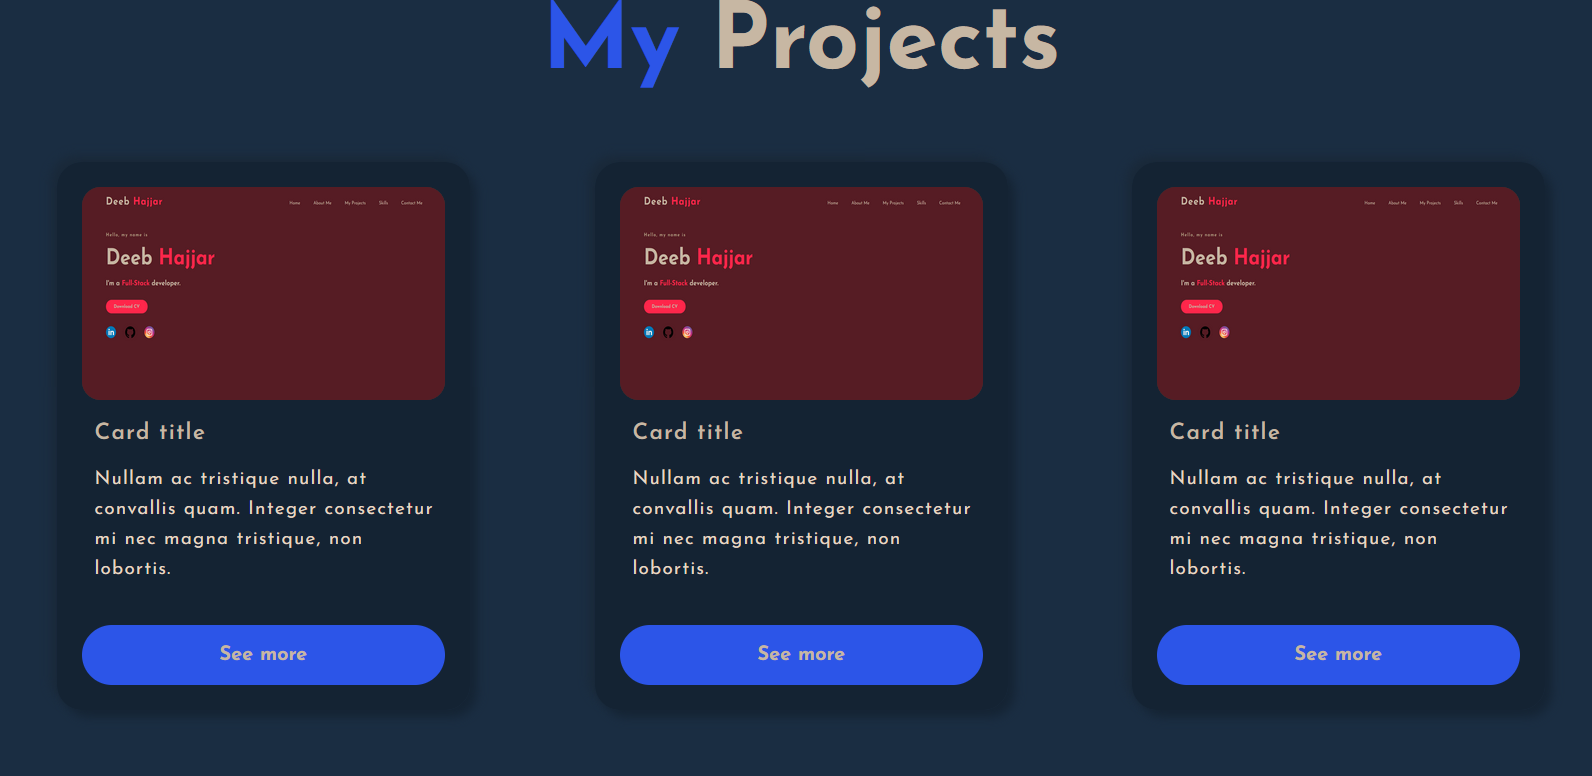 My Projects
Deeb Hajjar
Home About Me My Projects Skills Contact Me
Hello, my name is
Deeb Hajjar
I'm a Full-Stack developer.
Download CV
in
Card title
Nullam ac tristique nulla, at
convallis quam. Integer consectetur
mi nec magna tristique, non
lobortis.
See more
Deeb Hajjar
Home About Me My Projects Skills Contact Me
Hello, my name is
Deeb Hajjar
I'm a Full-Stack developer.
Download CV
in
Card title
Nullam ac tristique nulla, at
convallis quam. Integer consectetur
mi nec magna tristique, non
lobortis.
See more
Deeb Hajjar
Home About Me My Projects Skills Contact Me
Hello, my name is
Deeb Hajjar
I'm a Full-Stack developer.
Download CV
in
Card title
Nullam ac tristique nulla, at
convallis quam. Integer consectetur
mi nec magna tristique, non
lobortis.
See more